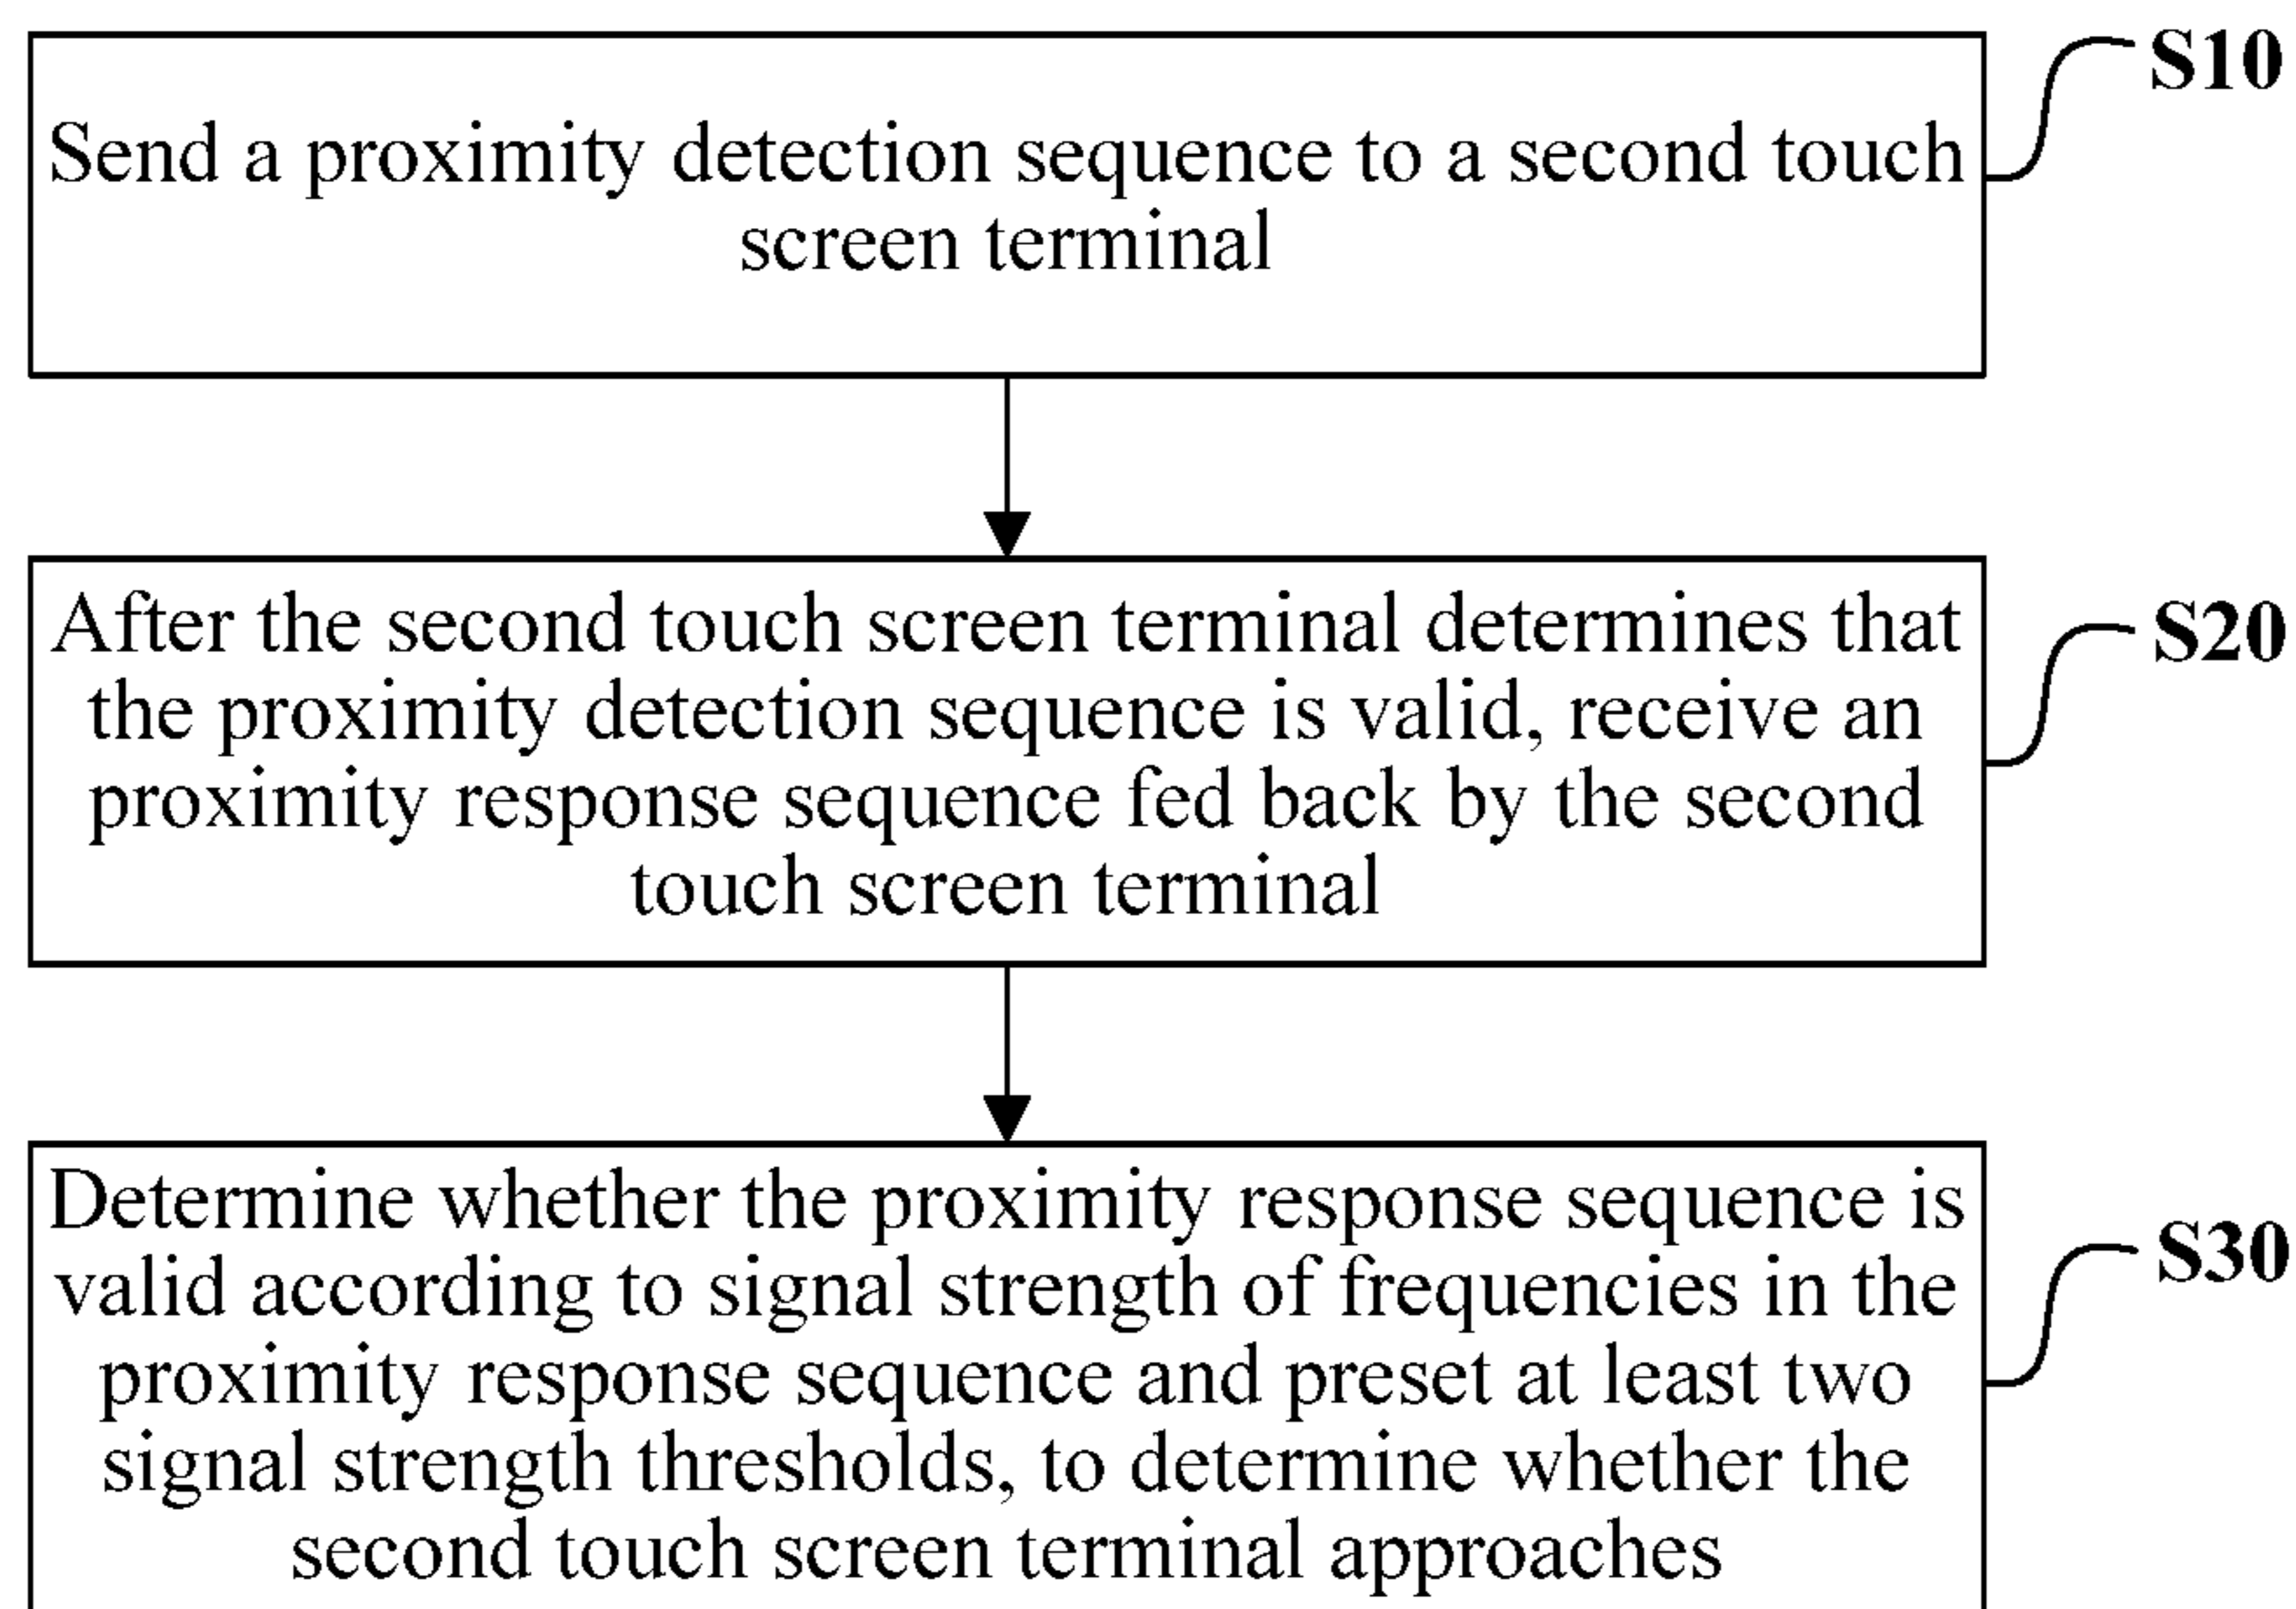 S10
Send a proximity detection sequence to a second touch
screen terminal
After the second touch screen terminal determines that
the proximity detection sequence is valid, receive an
proximity response sequence fed back by the second
touch screen terminal
S20
Determine whether the proximity response sequence is
valid according to signal strength of frequencies in the
proximity response sequence and preset at least two
signal strength thresholds, to determine whether the
second touch screen terminal approaches
S30